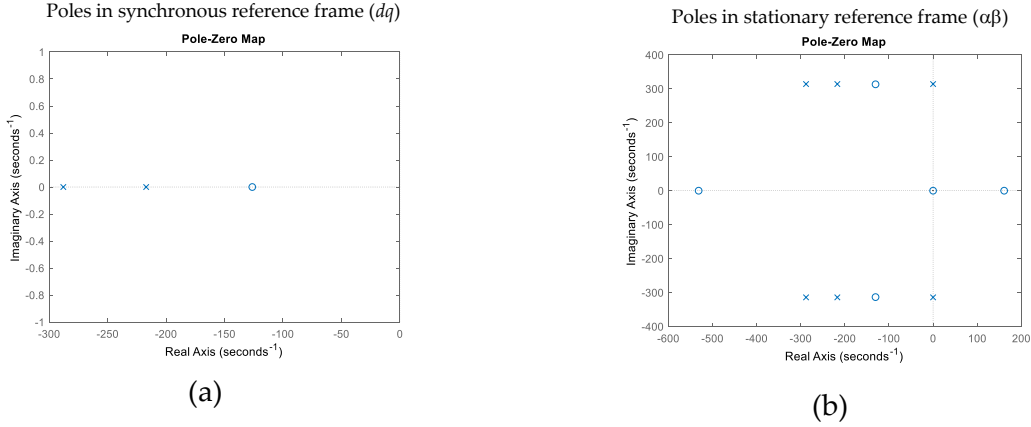 Poles in synchronous reference frame (dq)
Pole-Zero Map
1
0.8
0.6
0.4
0.2
0
-0.2
-0.4
-0.6
-0.8
-1
Imaginary Axis (seconds⁻¹)
-300 -250 -200 -150 -100 -50 0
Real Axis (seconds⁻¹)
(a)
Poles in stationary reference frame (αβ)
Pole-Zero Map
400
300
200
100
0
-100
-200
-300
-400
Imaginary Axis (seconds⁻¹)
-600 -500 -400 -300 -200 -100 0 100 200
Real Axis (seconds⁻¹)
(b)